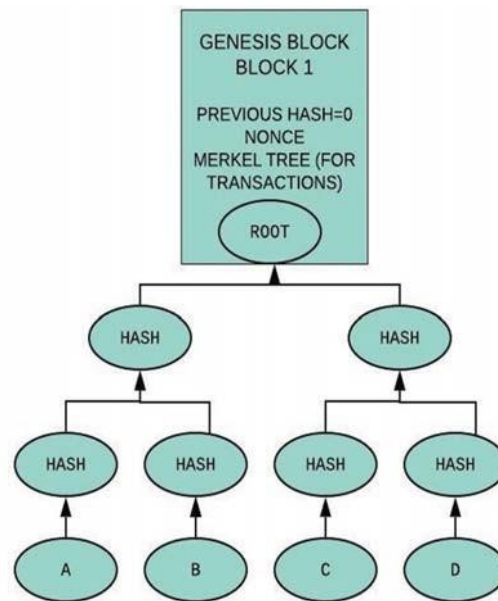 GENESIS BLOCK
BLOCK 1
PREVIOUS HASH=0
NONCE
MERKEL TREE (FOR
TRANSACTIONS)
ROOT
HASH HASH
HASH HASH HASH HASH
A B C D